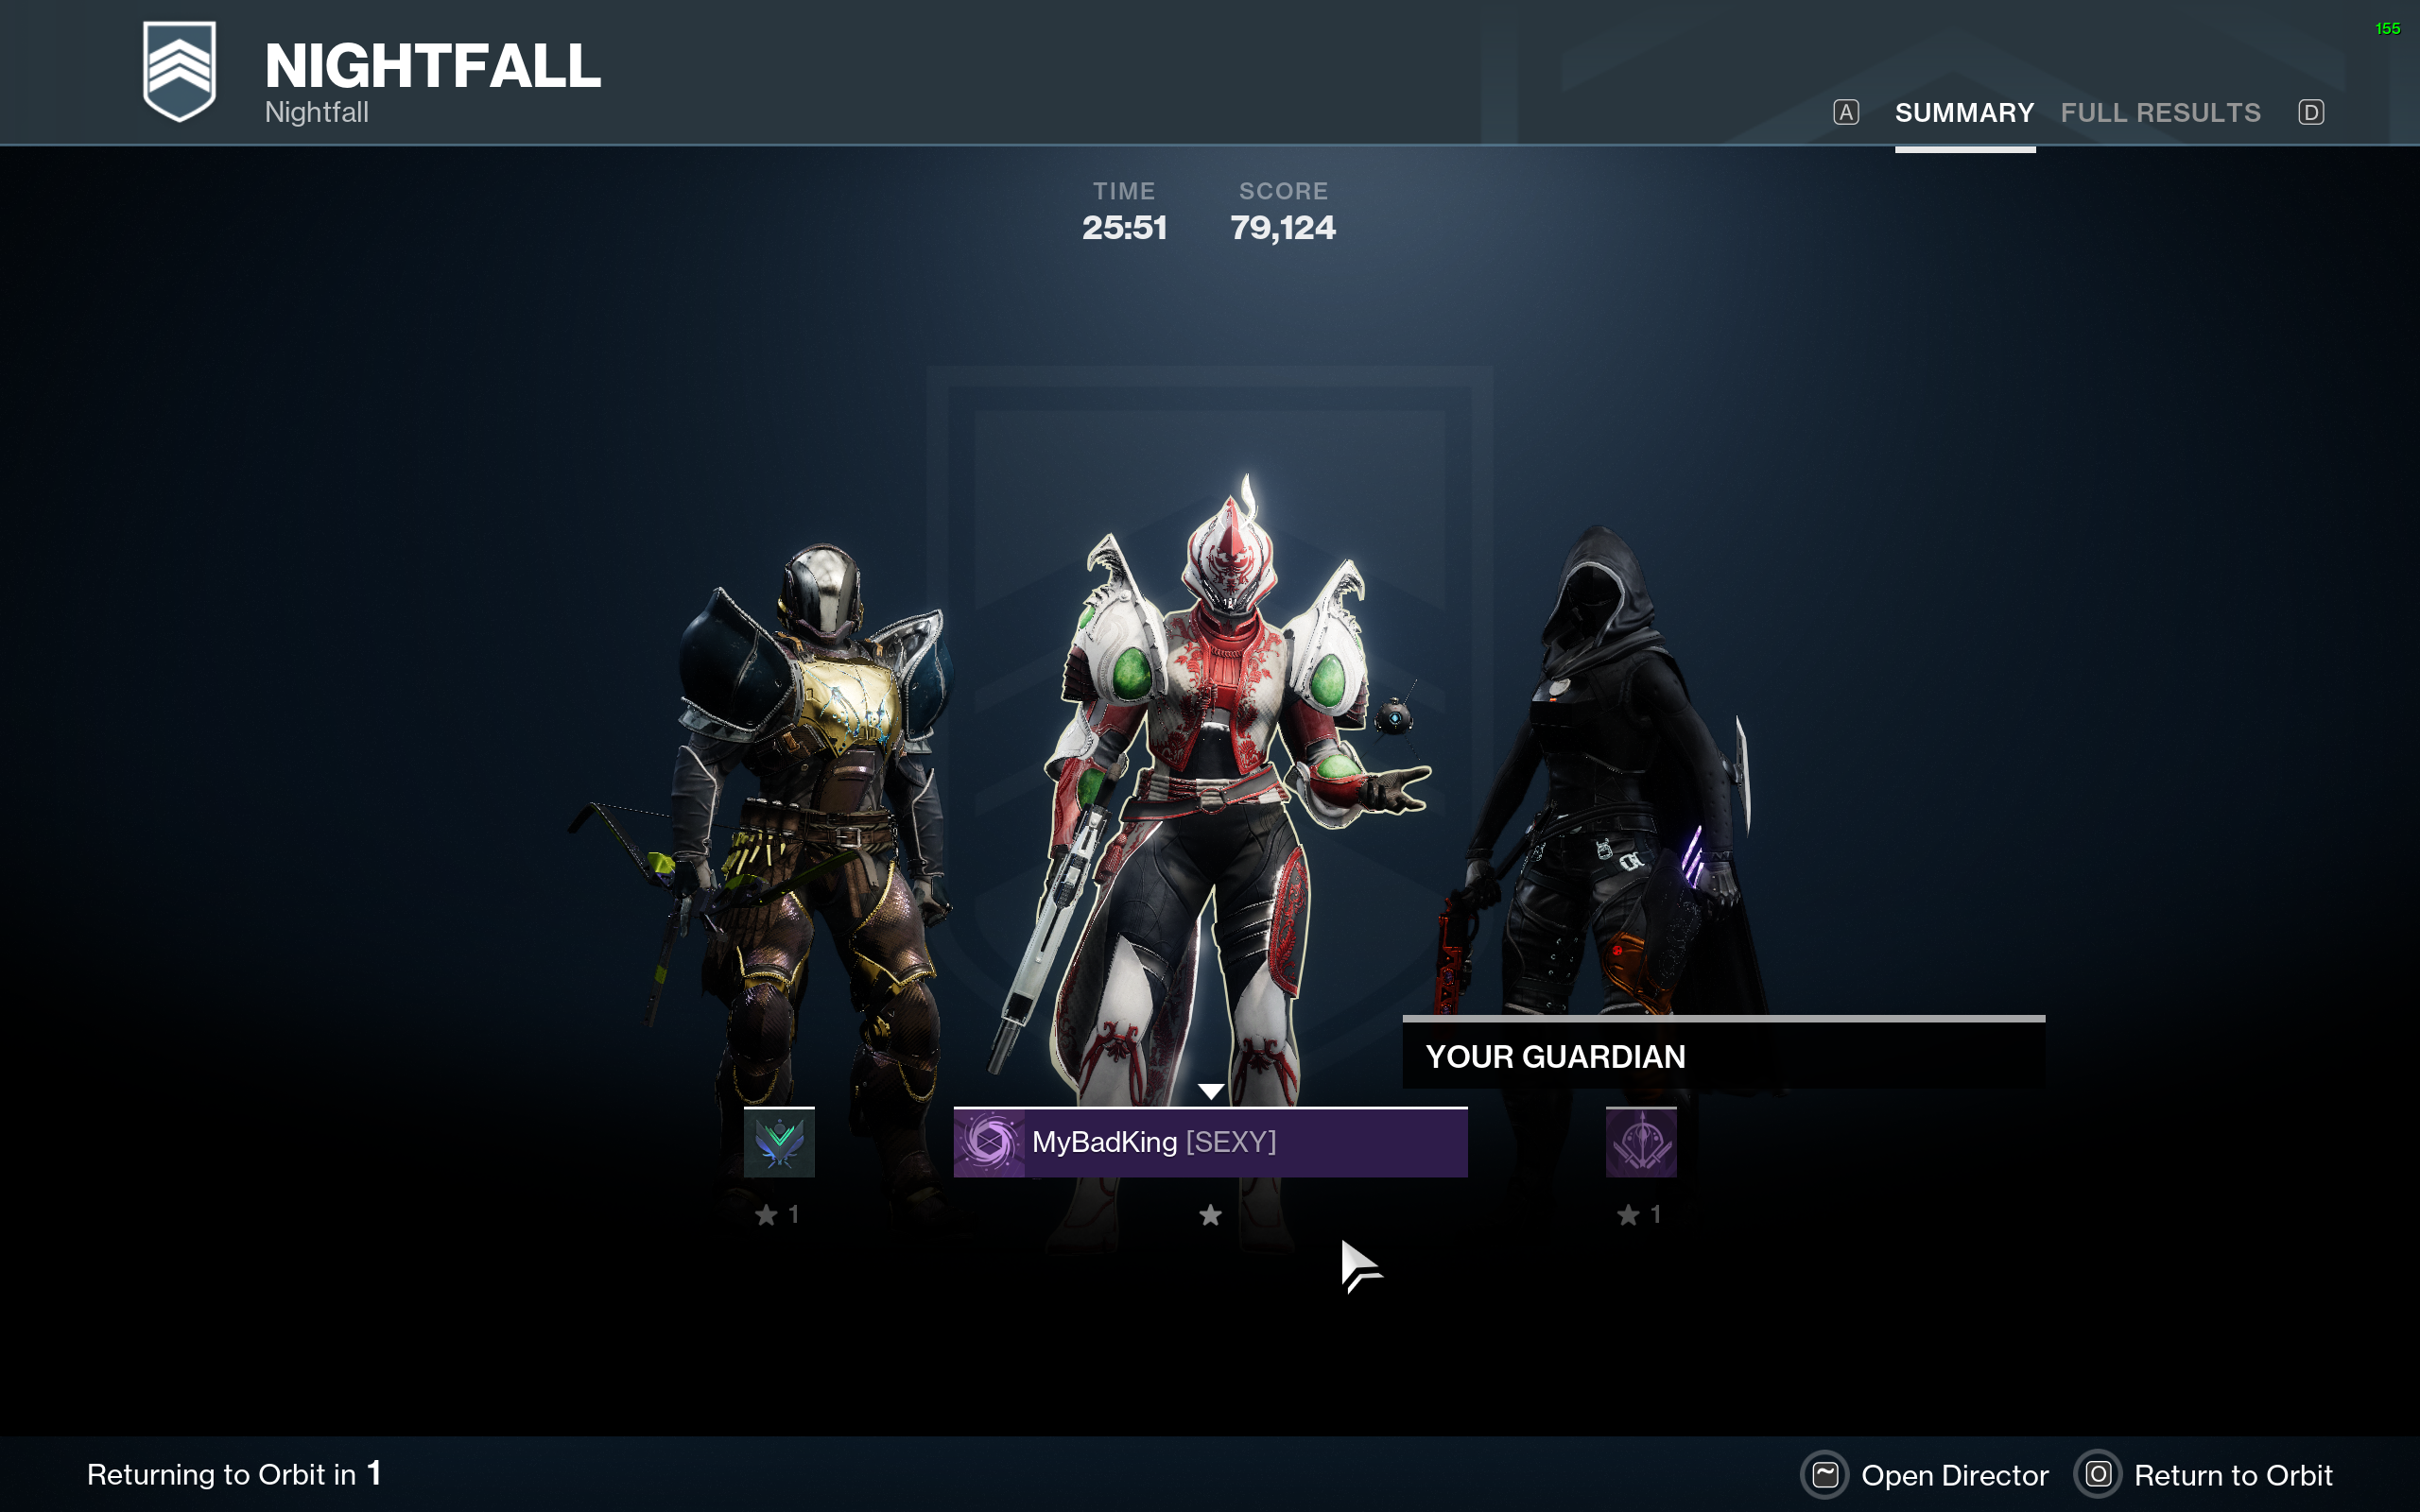 155
NIGHTFALL
Nightfall
A SUMMARY FULL RESULTS D
TIME SCORE
25:51 79,124
YOUR GUARDIAN
MyBadKing [SEXY]
1 1
Returning to Orbit in 1
~ Open Director O Return to Orbit